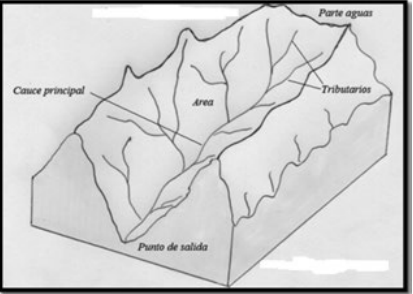 Parte aguas
Cauce principal
Tributarios
Area
Punto de salida